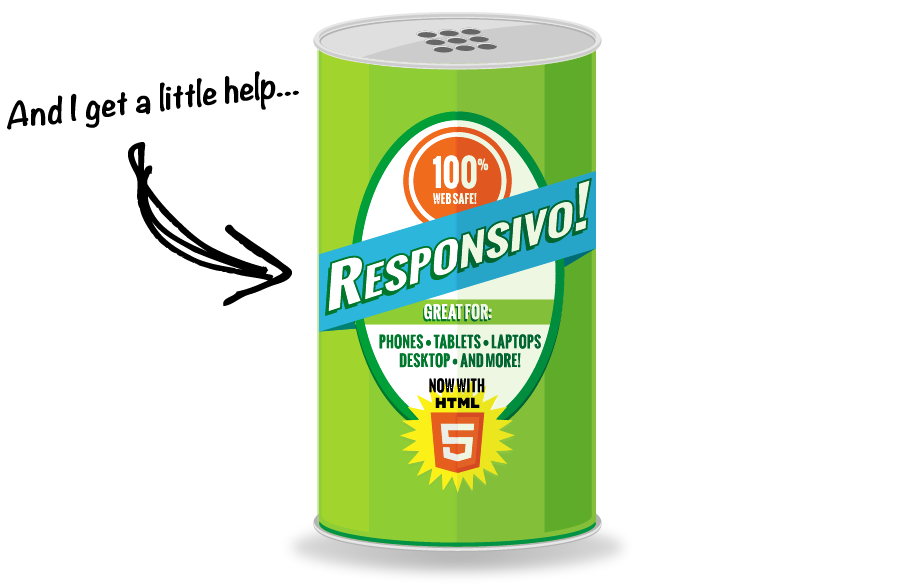 And I get a little help...
100%
WEB SAFE!
RESPONSIVO!
GREAT FOR:
PHONES • TABLETS • LAPTOPS
DESKTOP • AND MORE!
NOW WITH
HTML
5